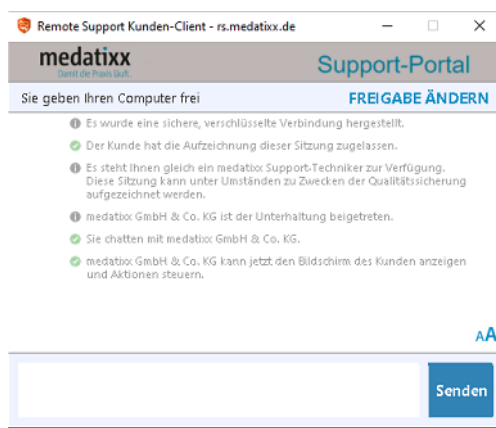 Remote Support Kunden-Client - rs.medatixx.de
medatixx
Damit die Praxis läuft.
Support-Portal
Sie geben Ihren Computer frei
FREIGABE ÄNDERN
Es wurde eine sichere, verschlüsselte Verbindung hergestellt.
Der Kunde hat die Aufzeichnung dieser Sitzung zugelassen.
Es steht Ihnen gleich ein medatixx Support-Techniker zur Verfügung.
Diese Sitzung kann unter Umständen zu Zwecken der Qualitätssicherung
aufgezeichnet werden.
medatixx GmbH & Co. KG ist der Unterhaltung beigetreten.
Sie chatten mit medatixx GmbH & Co. KG.
medatixx GmbH & Co. KG kann jetzt den Bildschirm des Kunden anzeigen
und Aktionen steuern.
AA
Senden